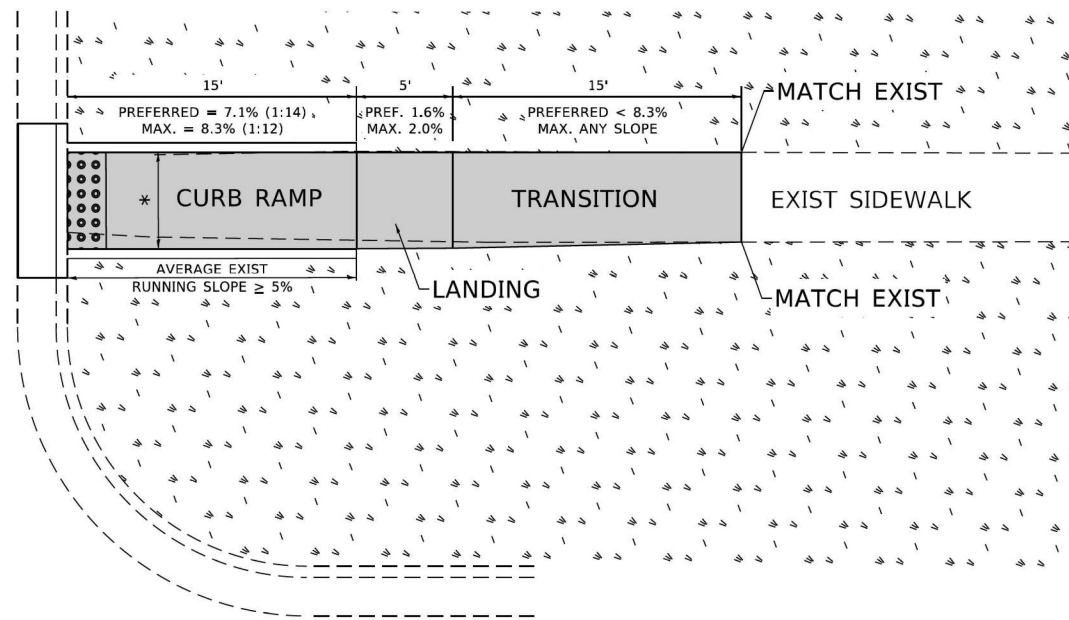 15'
5'
15'
PREFERRED = 7.1% (1:14)
MAX. = 8.3% (1:12)
PREF. 1.6%
MAX. 2.0%
PREFERRED < 8.3%
MAX. ANY SLOPE
MATCH EXIST
*
CURB RAMP
TRANSITION
EXIST SIDEWALK
AVERAGE EXIST
RUNNING SLOPE ≥ 5%
LANDING
MATCH EXIST